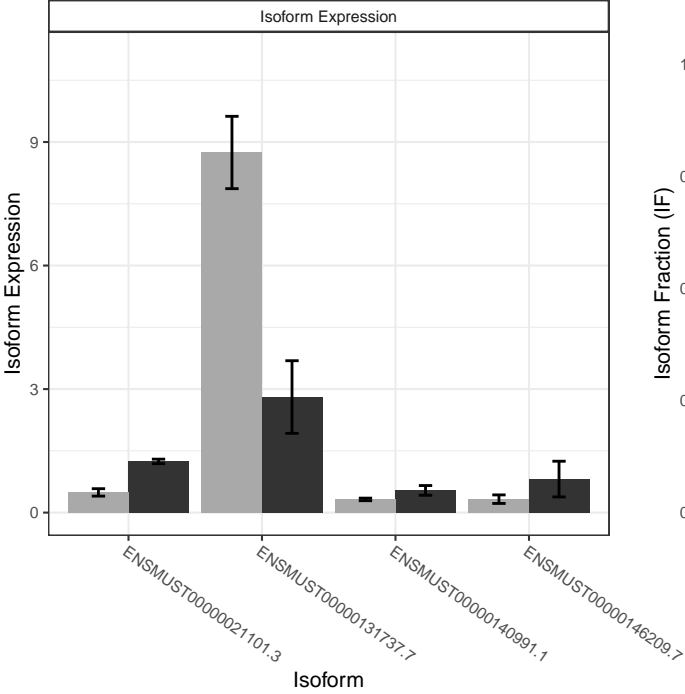 Isoform Expression
Isoform Expression
9
6
3
0
ENSMUST00000021101.3
ENSMUST00000131737.7
ENSMUST00000140991.1
ENSMUST00000146209.7
Isoform
Isoform Fraction (IF)